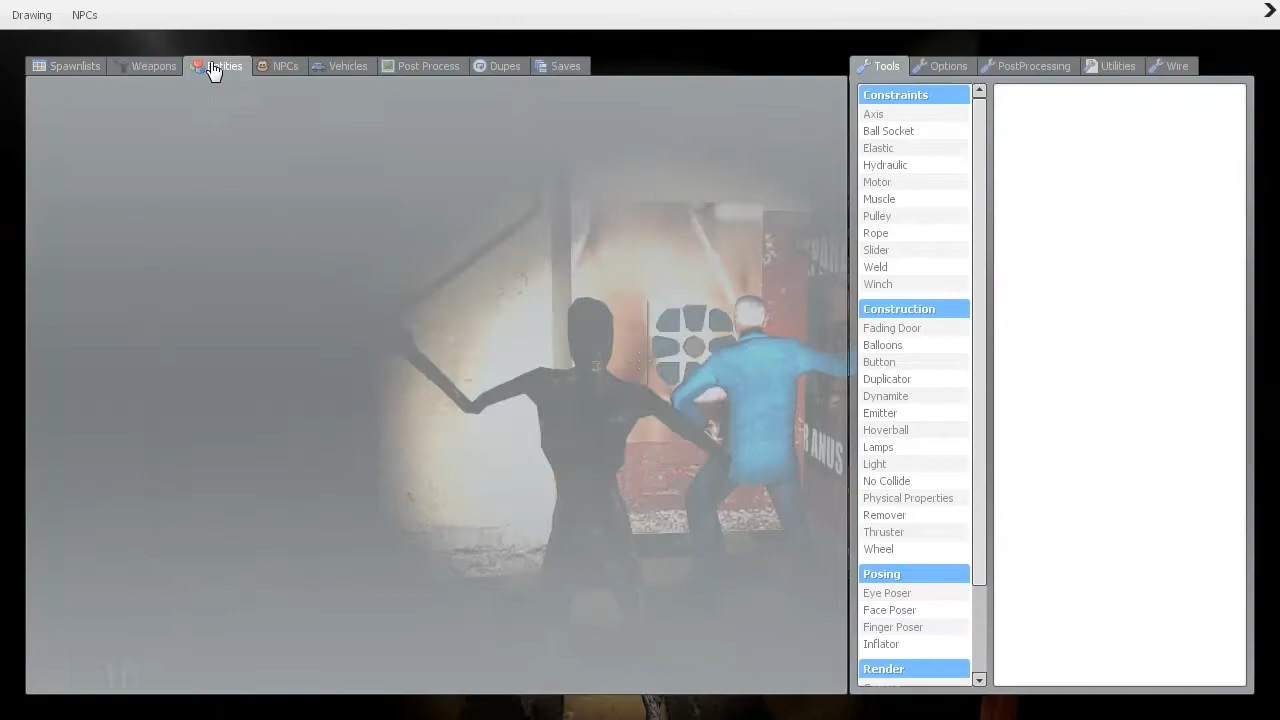 Drawing NPCs
Spawnlists Weapons Entities NPCs Vehicles Post Process Dupes Saves
Tools Options PostProcessing Utilities Wire
Constraints
Axis
Ball Socket
Elastic
Hydraulic
Motor
Muscle
Pulley
Rope
Slider
Weld
Winch
Construction
Fading Door
Balloons
Button
Duplicator
Dynamite
Emitter
Hoverball
Lamps
Light
No Collide
Physical Properties
Remover
Thruster
Wheel
Posing
Eye Poser
Face Poser
Finger Poser
Inflator
Render